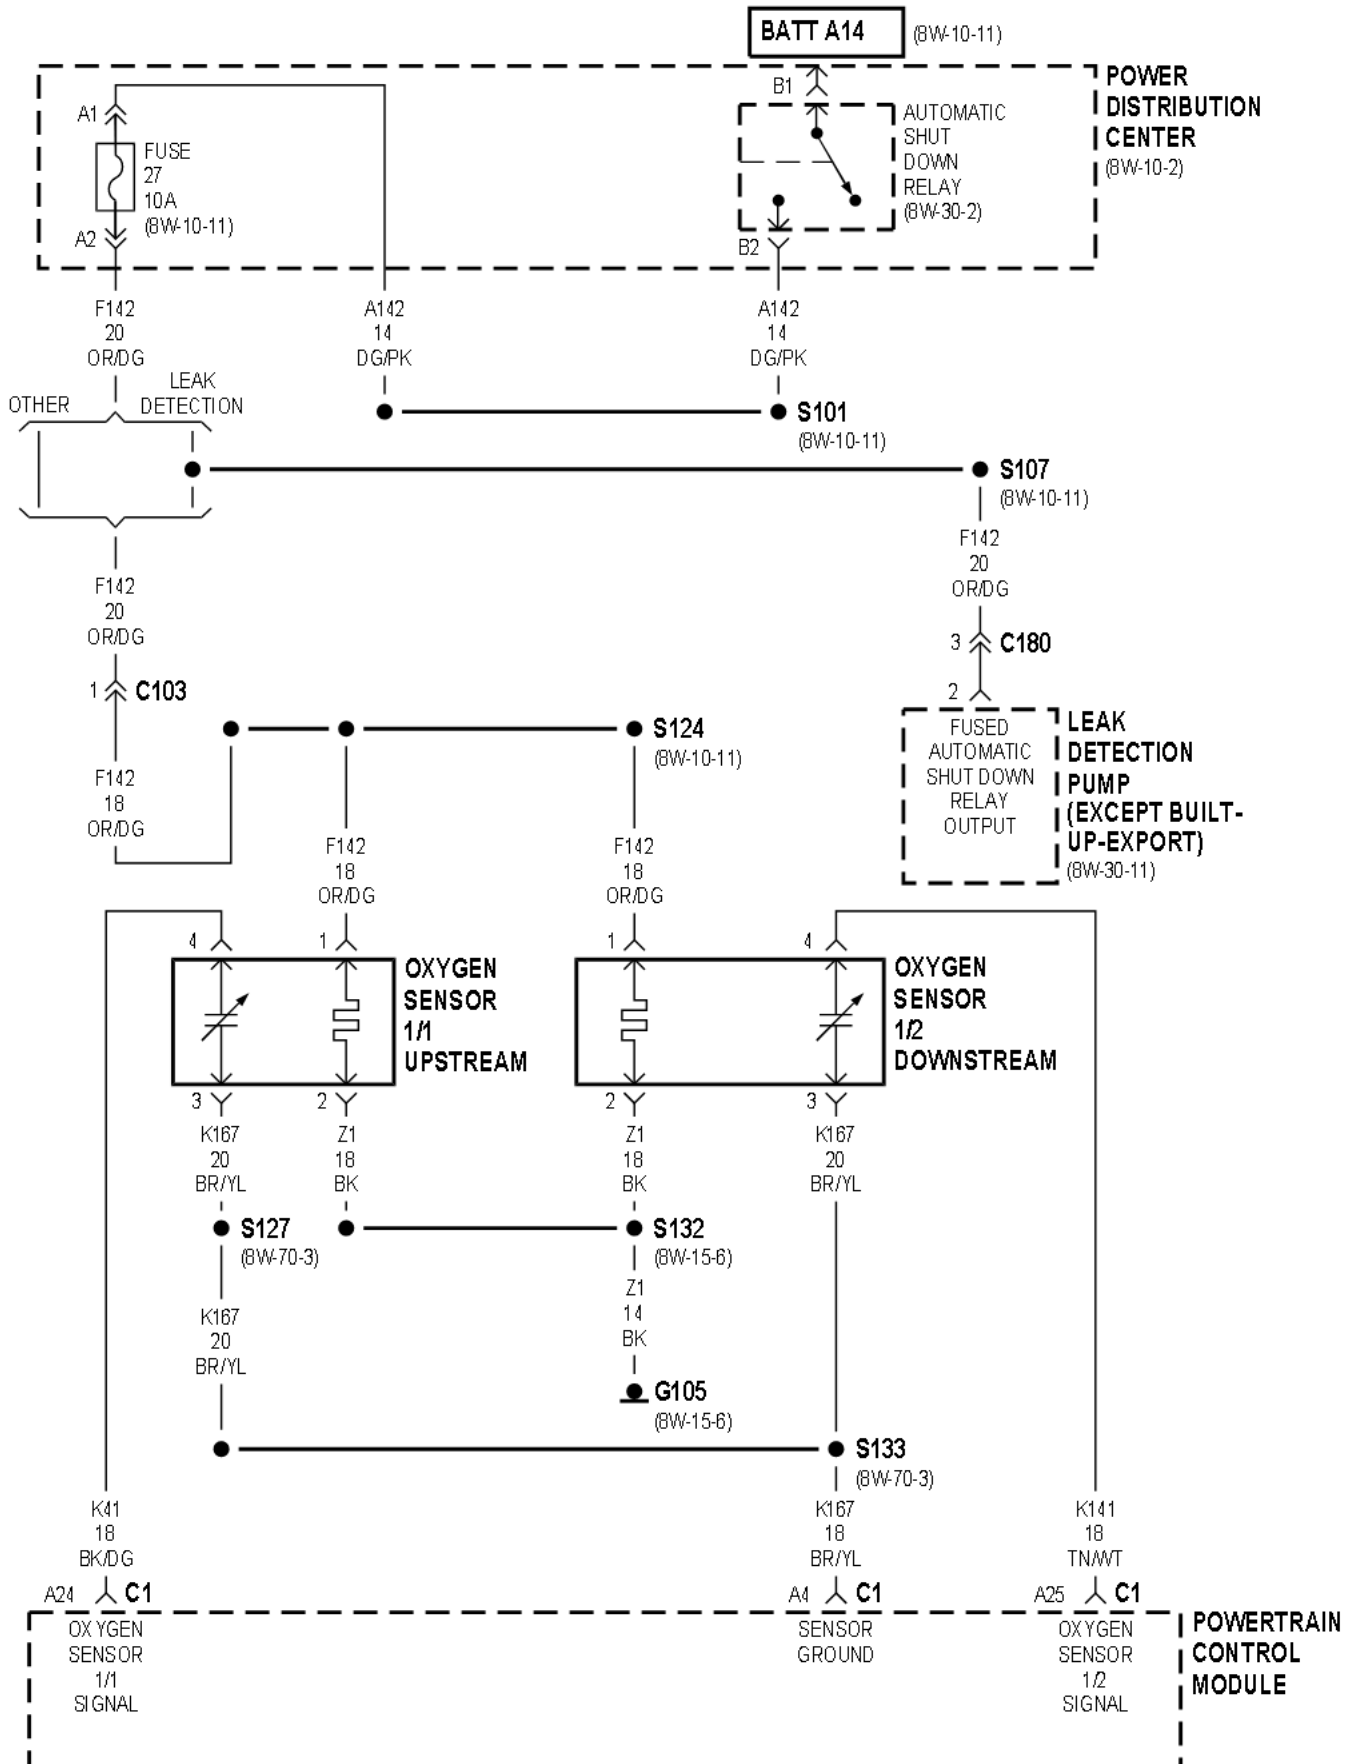 BATT A14 (8W-10-11)
POWER
DISTRIBUTION
CENTER
(8W-10-2)
B1
AUTOMATIC
SHUT
DOWN
RELAY
(8W-30-2)
B2
A1
FUSE
27
10A
(8W-10-11)
A2
F142
20
OR/DG
A142
14
DG/PK
A142
14
DG/PK
OTHER
LEAK
DETECTION
S101
(8W-10-11)
S107
(8W-10-11)
F142
20
OR/DG
F142
20
OR/DG
3 C180
2
1 C103
S124
(8W-10-11)
FUSED
AUTOMATIC
SHUT DOWN
RELAY
OUTPUT
LEAK
DETECTION
PUMP
(EXCEPT BUILT-
UP-EXPORT)
(8W-30-11)
F142
18
OR/DG
F142
18
OR/DG
F142
18
OR/DG
4 1
1 4
OXYGEN
SENSOR
1/1
UPSTREAM
OXYGEN
SENSOR
1/2
DOWNSTREAM
3 2
2 3
K167
20
BR/YL
Z1
18
BK
Z1
18
BK
K167
20
BR/YL
S127
(8W-70-3)
S132
(8W-15-6)
K167
20
BR/YL
Z1
14
BK
G105
(8W-15-6)
S133
(8W-70-3)
K41
18
BK/DG
K167
18
BR/YL
K141
18
TN/WT
A24 C1
A4 C1
A25 C1
OXYGEN
SENSOR
1/1
SIGNAL
SENSOR
GROUND
OXYGEN
SENSOR
1/2
SIGNAL
POWERTRAIN
CONTROL
MODULE